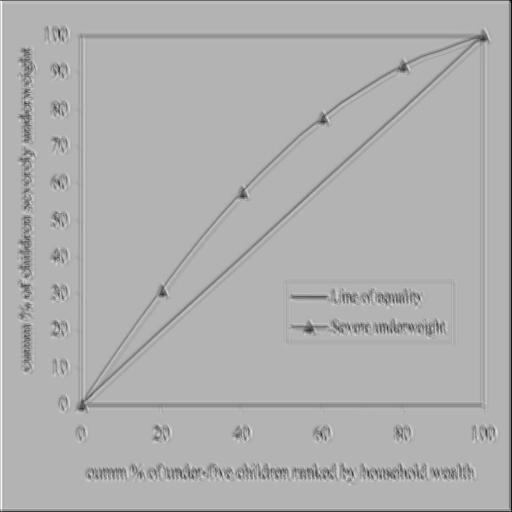 cumm % of children severely underweight
100
90
80
70
60
50
40
30
20
10
0
Line of equality
Severe underweight
0 20 40 60 80 100
cumm % of under-five children ranked by household wealth